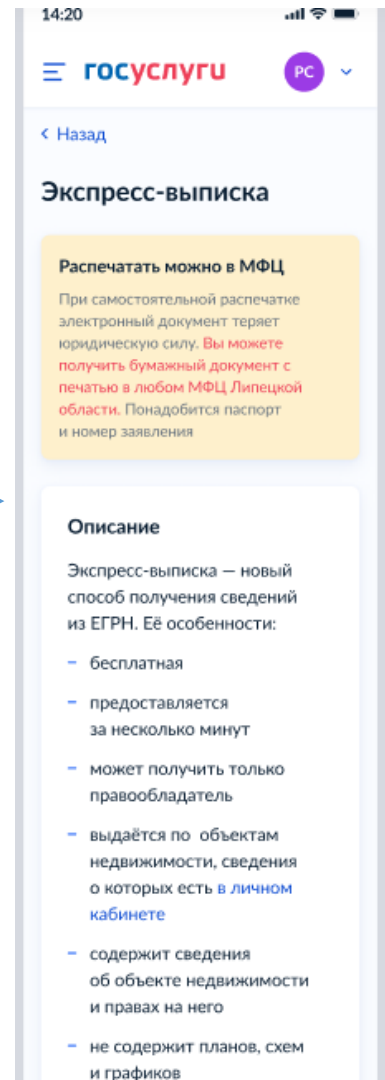 14:20
госуслуги
РС
Назад
Экспресс-выписка
Распечатать можно в МФЦ
При самостоятельной распечатке
электронный документ теряет
юридическую силу. Вы можете
получить бумажный документ с
печатью в любом МФЦ Липецкой
области. Понадобится паспорт
и номер заявления
Описание
Экспресс-выписка — новый
способ получения сведений
из ЕГРН. Её особенности:
– бесплатная
– предоставляется
за несколько минут
– может получить только
правообладатель
– выдаётся по объектам
недвижимости, сведения
о которых есть в личном
кабинете
– содержит сведения
об объекте недвижимости
и правах на него
– не содержит планов, схем
и графиков